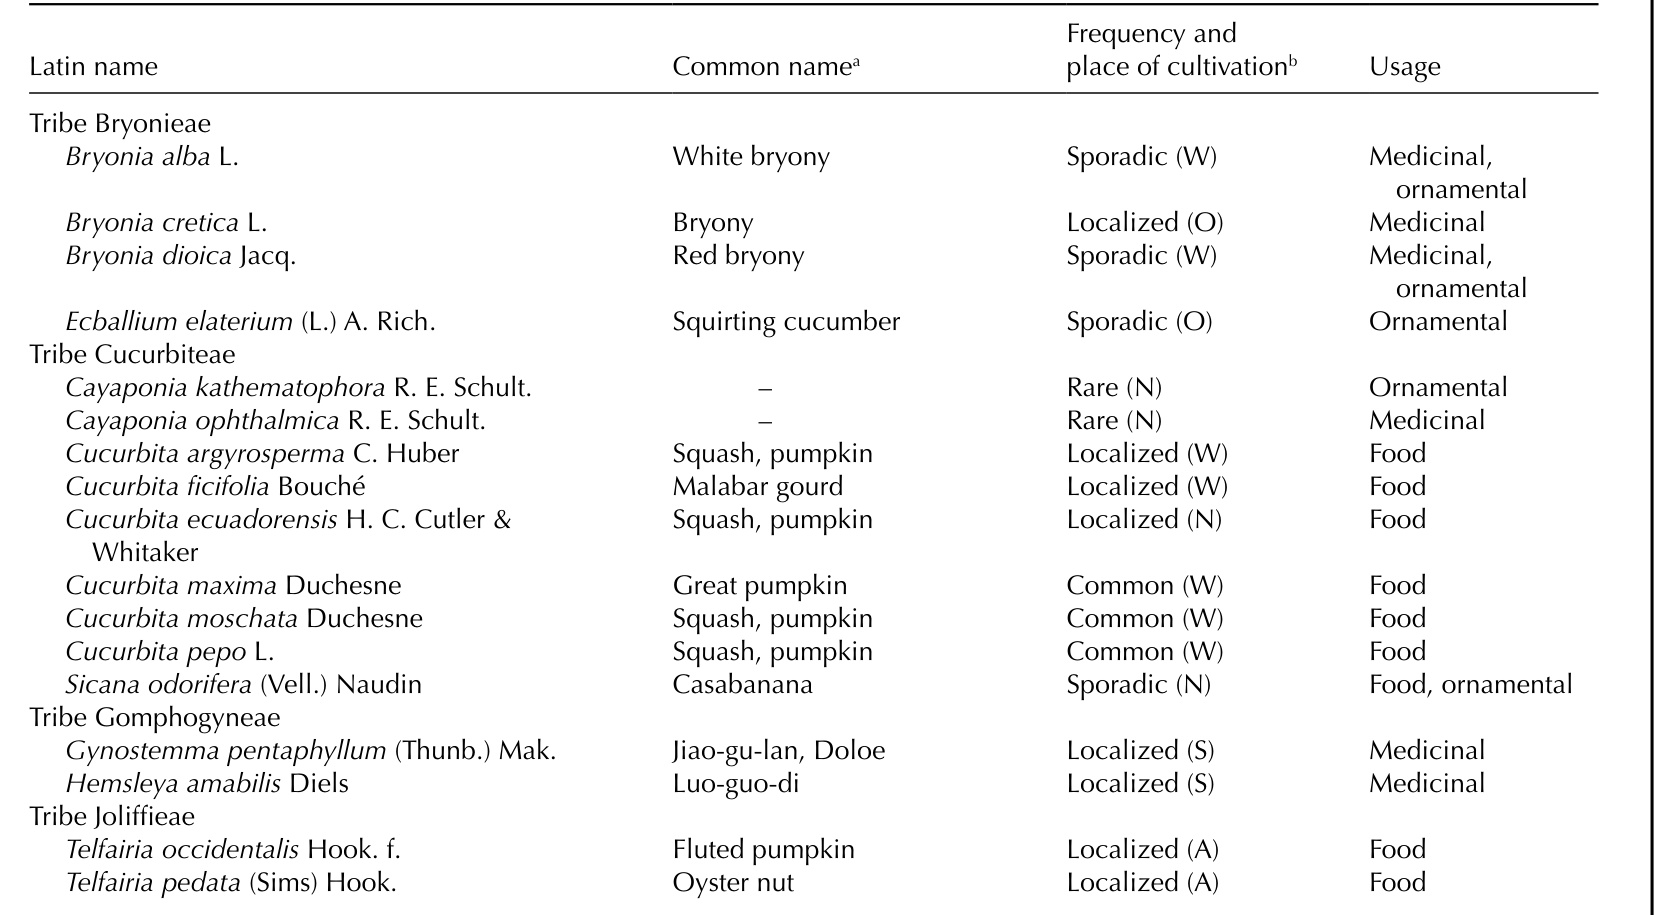 Latin name Common nameᵃ Frequency and place of cultivationᵇ Usage
Tribe Bryonieae
Bryonia alba L. White bryony Sporadic (W) Medicinal,
ornamental
Bryonia cretica L. Bryony Localized (O) Medicinal
Bryonia dioica Jacq. Red bryony Sporadic (W) Medicinal,
ornamental
Ecballium elaterium (L.) A. Rich. Squirting cucumber Sporadic (O) Ornamental
Tribe Cucurbiteae
Cayaponia kathematophora R. E. Schult. – Rare (N) Ornamental
Cayaponia ophthalmica R. E. Schult. – Rare (N) Medicinal
Cucurbita argyrosperma C. Huber Squash, pumpkin Localized (W) Food
Cucurbita ficifolia Bouché Malabar gourd Localized (W) Food
Cucurbita ecuadorensis H. C. Cutler & Squash, pumpkin Localized (N) Food
Whitaker
Cucurbita maxima Duchesne Great pumpkin Common (W) Food
Cucurbita moschata Duchesne Squash, pumpkin Common (W) Food
Cucurbita pepo L. Squash, pumpkin Common (W) Food
Sicana odorifera (Vell.) Naudin Casabanana Sporadic (N) Food, ornamental
Tribe Gomphogyneae
Gynostemma pentaphyllum (Thunb.) Mak. Jiao-gu-lan, Doloe Localized (S) Medicinal
Hemsleya amabilis Diels Luo-guo-di Localized (S) Medicinal
Tribe Joliffieae
Telfairia occidentalis Hook. f. Fluted pumpkin Localized (A) Food
Telfairia pedata (Sims) Hook. Oyster nut Localized (A) Food